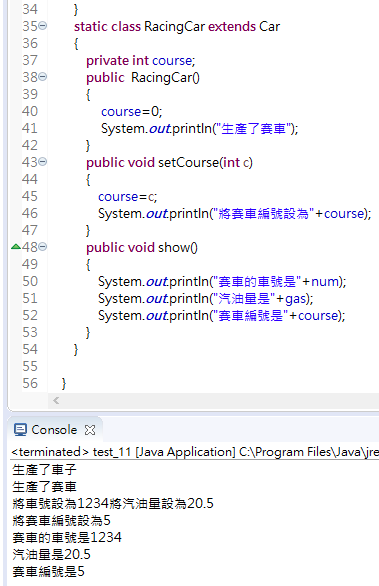 34 }
35 static class RacingCar extends Car
36 {
37 private int course;
38 public RacingCar()
39 {
40 course=0;
41 System.out.println("生產了賽車");
42 }
43 public void setCourse(int c)
44 {
45 course=c;
46 System.out.println("將賽車編號設為"+course);
47 }
48 public void show()
49 {
50 System.out.println("賽車的車號是"+num);
51 System.out.println("汽油量是"+gas);
52 System.out.println("賽車編號是"+course);
53 }
54 }
55
56 }
Console
<terminated> test_11 [Java Application] C:\Program Files\Java\jre
生產了車子
生產了賽車
將車號設為1234將汽油量設為20.5
將賽車編號設為5
賽車的車號是1234
汽油量是20.5
賽車編號是5